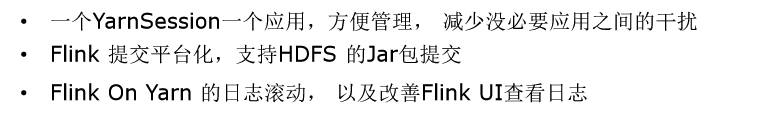 • 一个YarnSession一个应用，方便管理， 减少没必要应用之间的干扰
• Flink 提交平台化，支持HDFS 的Jar包提交
• Flink On Yarn 的日志滚动， 以及改善Flink UI查看日志